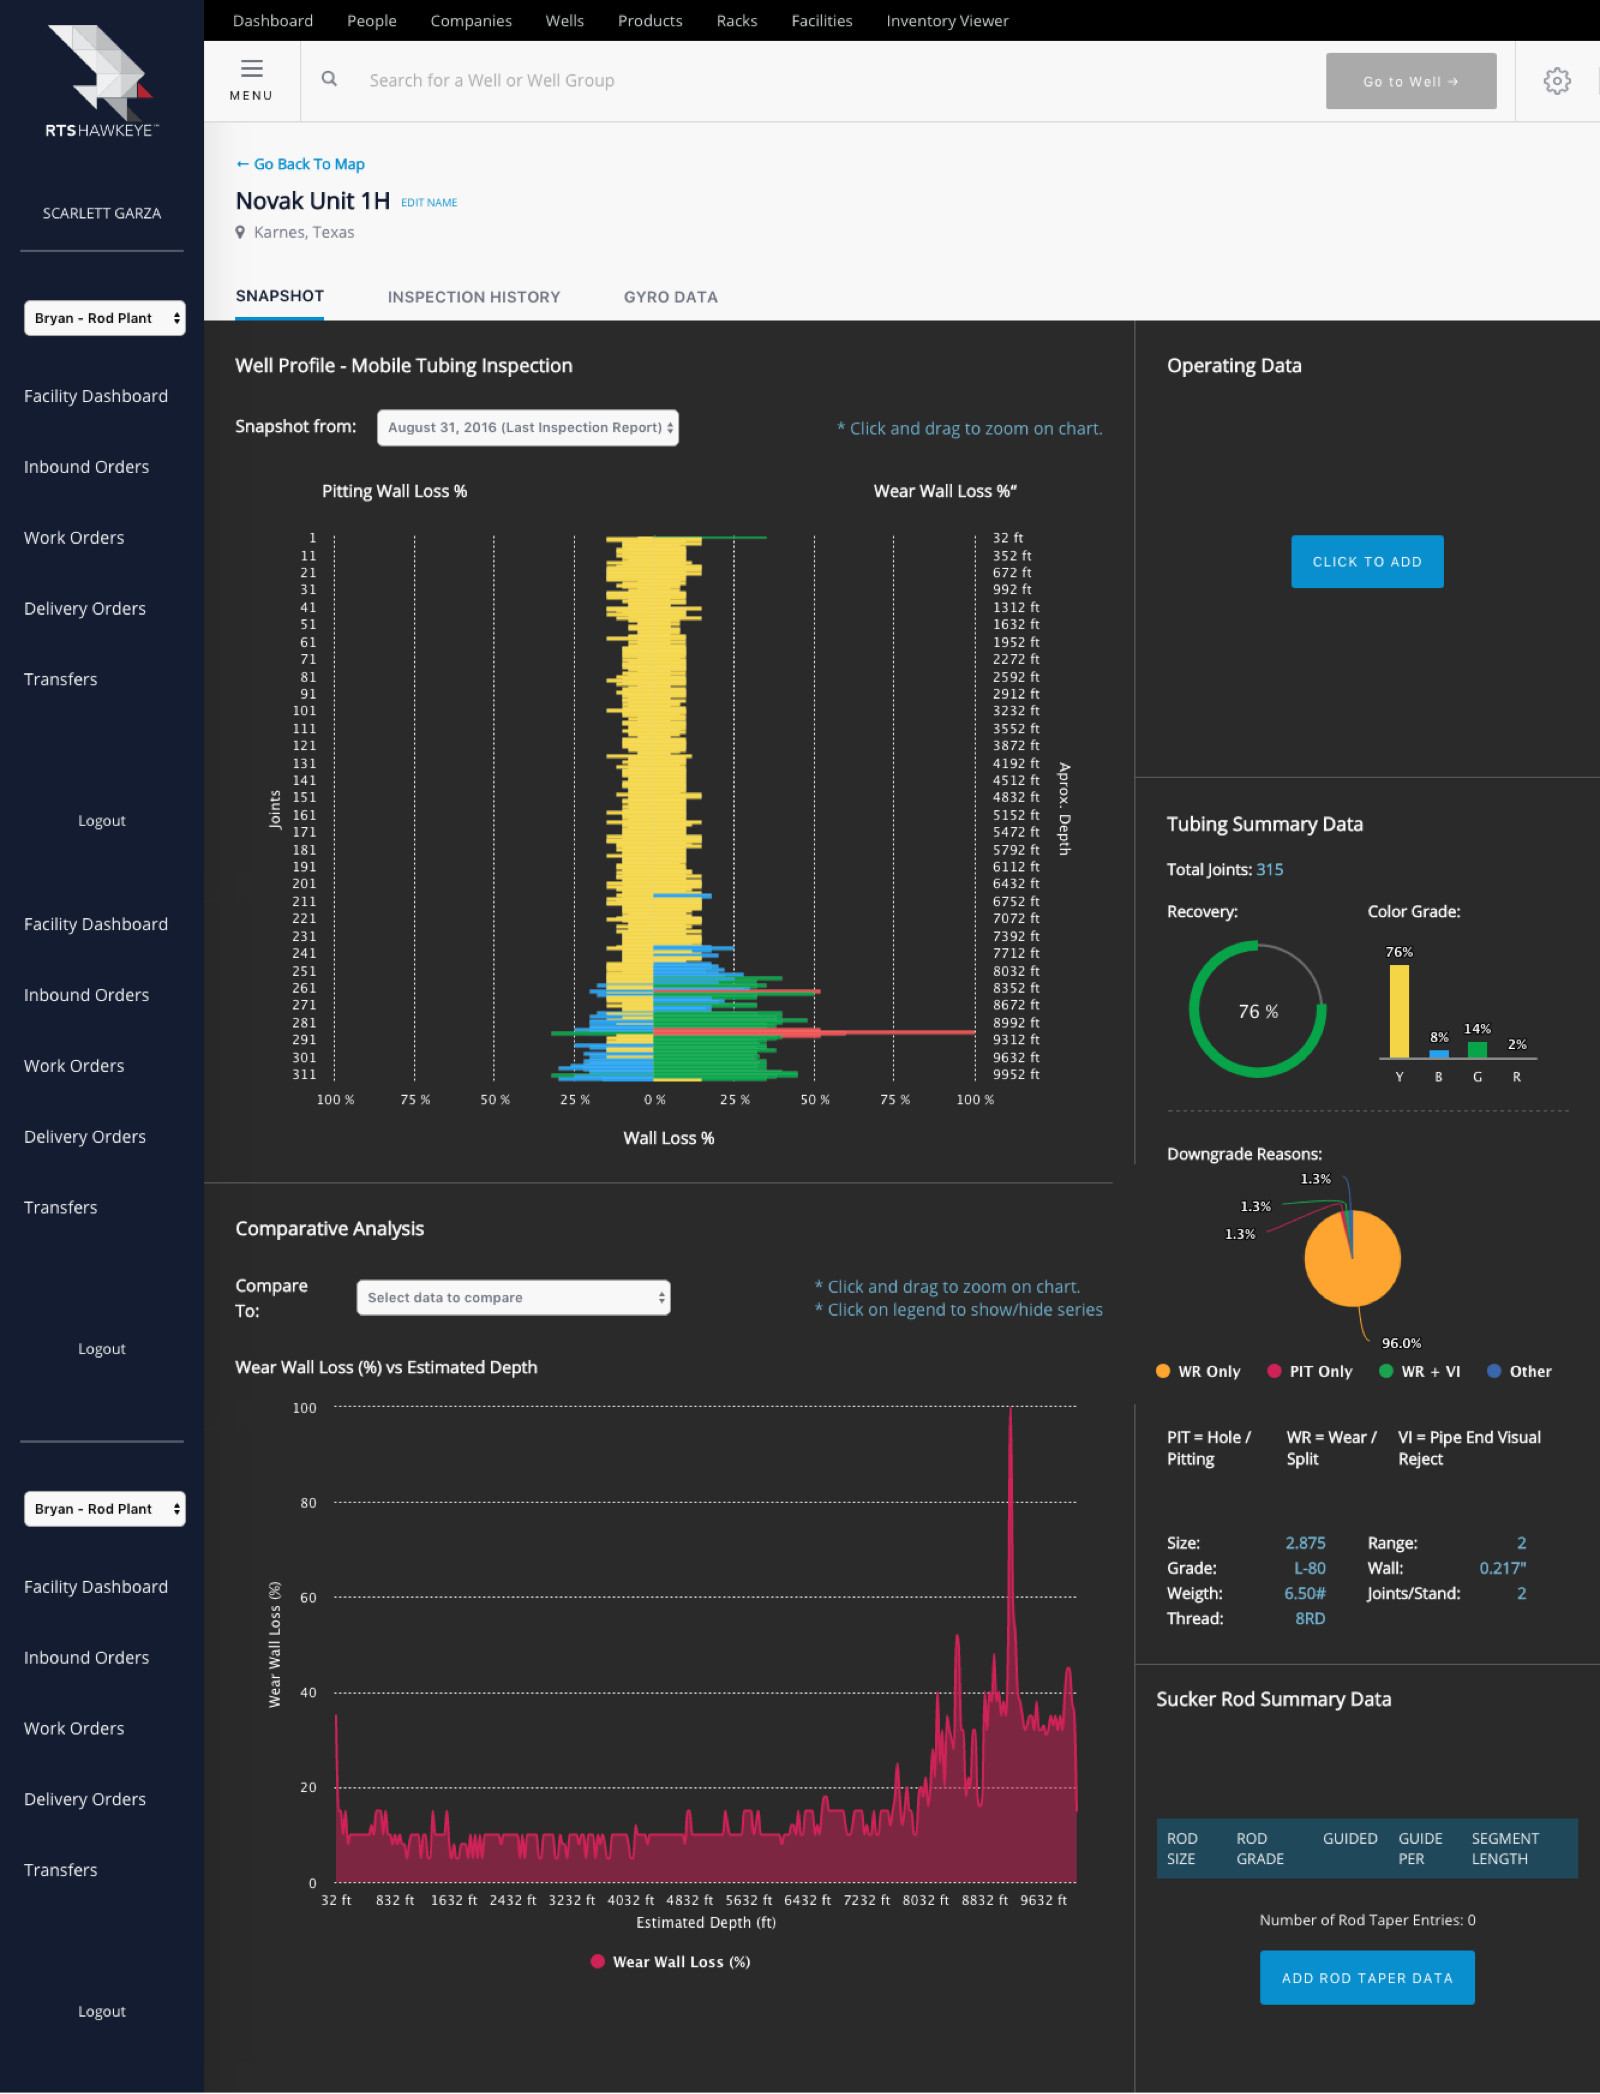 Dashboard People Companies Wells Products Racks Facilities Inventory Viewer
RTSHAWKEYE™
MENU
Search for a Well or Well Group
Go to Well →
SCARLETT GARZA
Bryan - Rod Plant
Facility Dashboard
Inbound Orders
Work Orders
Delivery Orders
Transfers
Logout
Facility Dashboard
Inbound Orders
Work Orders
Delivery Orders
Transfers
Logout
Bryan - Rod Plant
Facility Dashboard
Inbound Orders
Work Orders
Delivery Orders
Transfers
Logout
← Go Back To Map
Novak Unit 1H EDIT NAME
Karnes, Texas
SNAPSHOT INSPECTION HISTORY GYRO DATA
Well Profile - Mobile Tubing Inspection
Snapshot from: August 31, 2016 (Last Inspection Report)
* Click and drag to zoom on chart.
Pitting Wall Loss % Wear Wall Loss %"
1 32 ft
11 352 ft
21 672 ft
31 992 ft
41 1312 ft
51 1632 ft
61 1952 ft
71 2272 ft
81 2592 ft
91 2912 ft
101 3232 ft
111 3552 ft
121 3872 ft
131 4192 ft
141 4512 ft
151 4832 ft
161 5152 ft
171 5472 ft
181 5792 ft
191 6112 ft
201 6432 ft
211 6752 ft
221 7072 ft
231 7392 ft
241 7712 ft
251 8032 ft
261 8352 ft
271 8672 ft
281 8992 ft
291 9312 ft
301 9632 ft
311 9952 ft
Joints
Aprox. Depth
100 % 75 % 50 % 25 % 0 % 25 % 50 % 75 % 100 %
Wall Loss %
Comparative Analysis
Compare
To:
Select data to compare
* Click and drag to zoom on chart.
* Click on legend to show/hide series
Wear Wall Loss (%) vs Estimated Depth
100
80
60
40
20
0
Wear Wall Loss (%)
32 ft 832 ft 1632 ft 2432 ft 3232 ft 4032 ft 4832 ft 5632 ft 6432 ft 7232 ft 8032 ft 8832 ft 9632 ft
Estimated Depth (ft)
Wear Wall Loss (%)
Operating Data
CLICK TO ADD
Tubing Summary Data
Total Joints: 315
Recovery: Color Grade:
76 %
76%
8%
14%
2%
Y B G R
Downgrade Reasons:
1.3%
1.3%
1.3%
96.0%
WR Only PIT Only WR + VI Other
PIT = Hole / WR = Wear / VI = Pipe End Visual
Pitting Split Reject
Size: 2.875 Range: 2
Grade: L-80 Wall: 0.217"
Weigth: 6.50# Joints/Stand: 2
Thread: 8RD
Sucker Rod Summary Data
ROD ROD GUIDED GUIDE SEGMENT
SIZE GRADE PER LENGTH
Number of Rod Taper Entries: 0
ADD ROD TAPER DATA